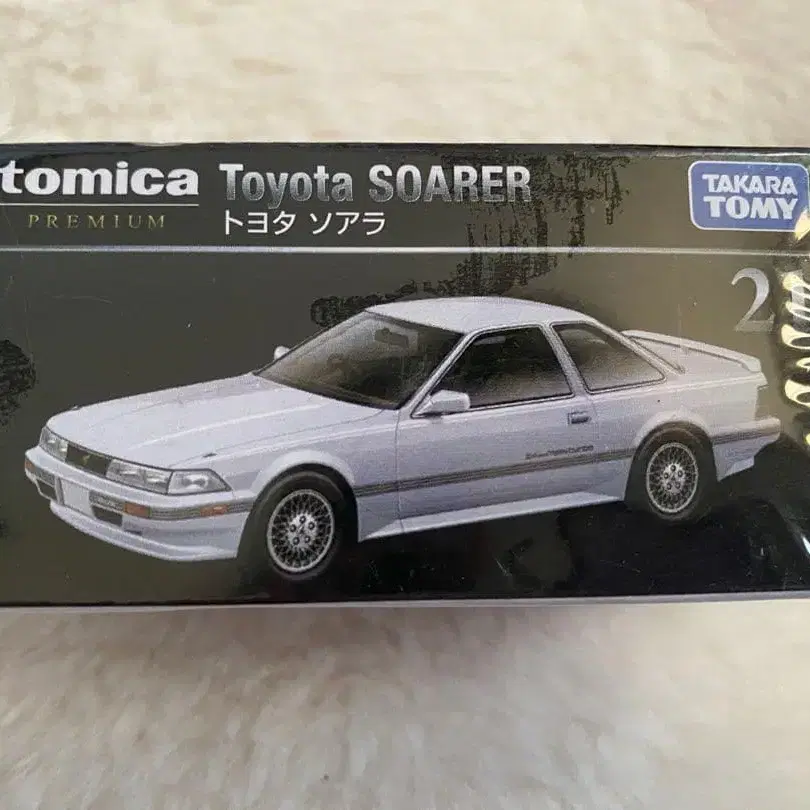 tomica
PREMIUM
Toyota SOARER
トヨタ ソアラ
TAKARA
TOMY
2